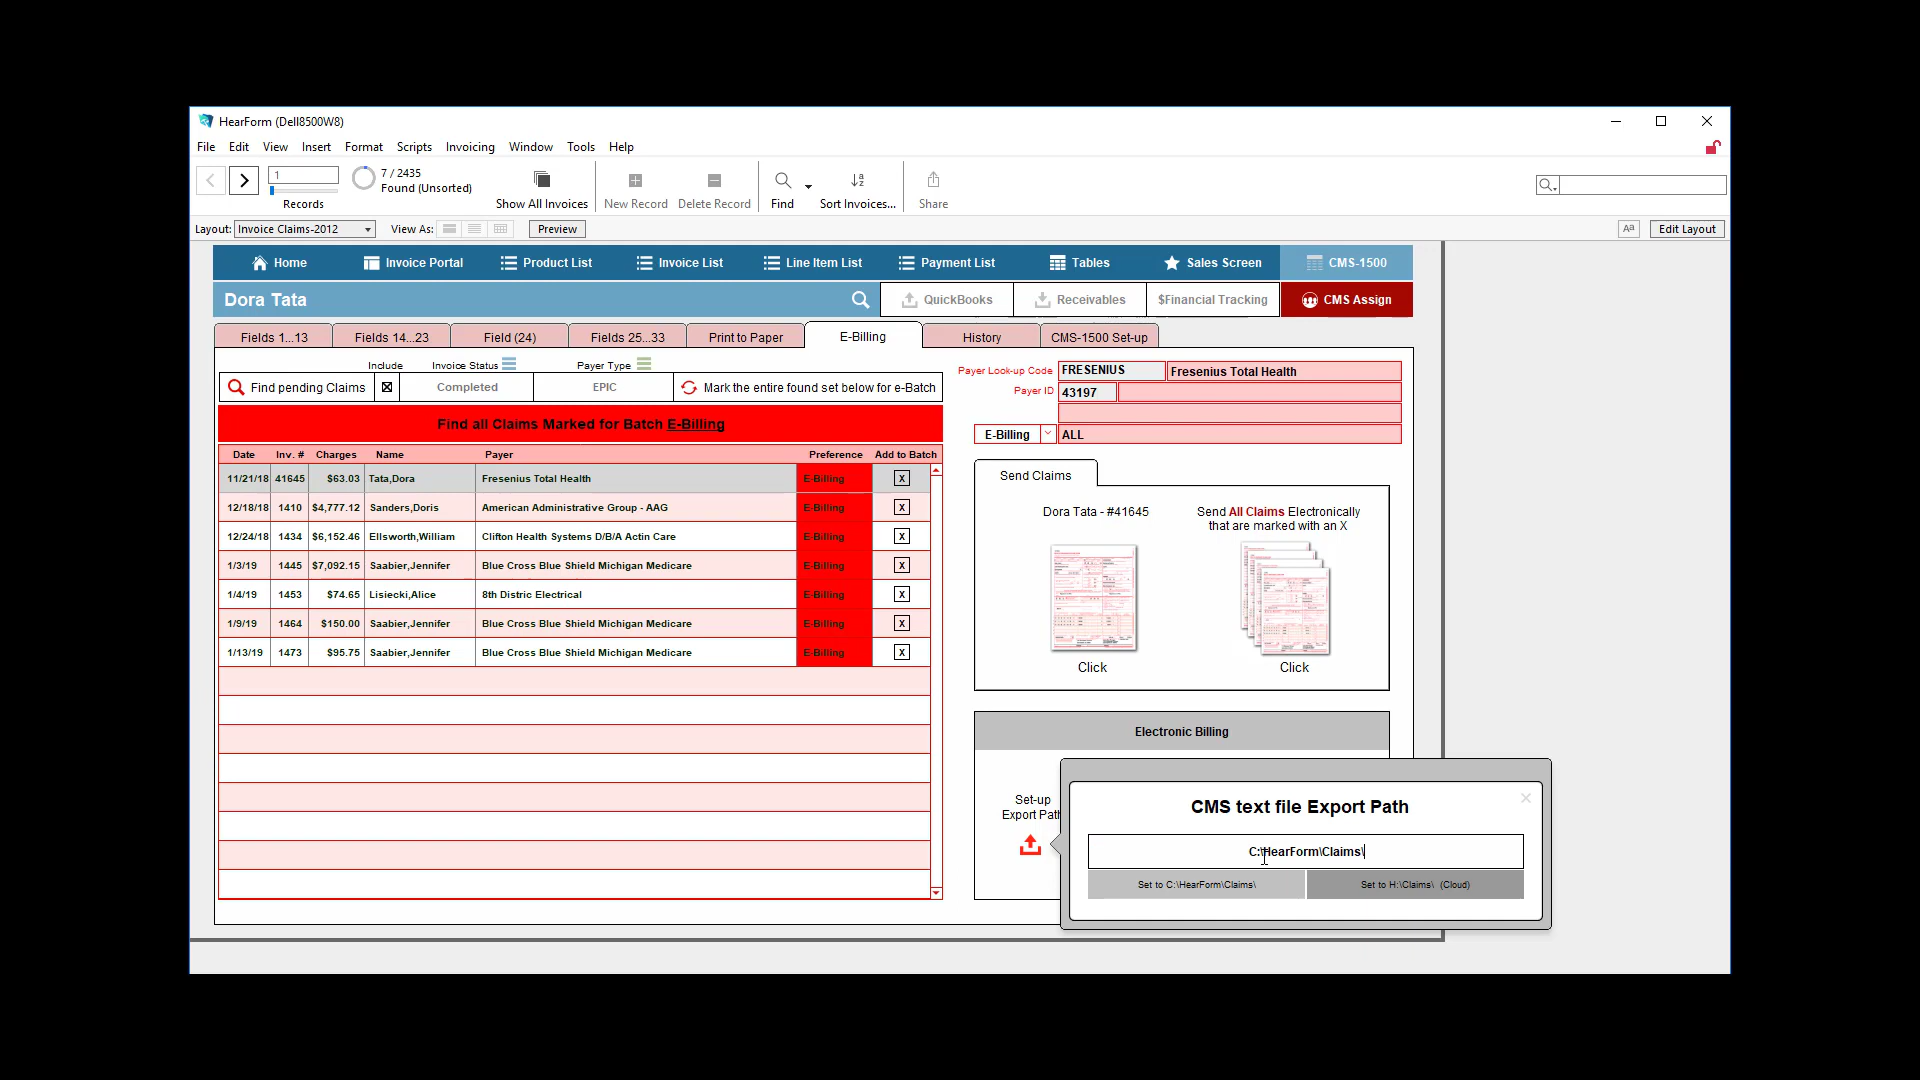 HearForm (Dell8500W8)
File Edit View Insert Format Scripts Invoicing Window Tools Help
1
Records
7 / 2435
Found (Unsorted)
Show All Invoices
New Record
Delete Record
Find
Sort Invoices...
Share
Layout: Invoice Claims-2012 View As: Preview Aa Edit Layout
Home Invoice Portal Product List Invoice List Line Item List Payment List Tables Sales Screen CMS-1500
Dora Tata QuickBooks Receivables $Financial Tracking CMS Assign
Fields 1...13 Fields 14...23 Field (24) Fields 25...33 Print to Paper E-Billing History CMS-1500 Set-up
Include Invoice Status Payer Type
Find pending Claims Completed EPIC Mark the entire found set below for e-Batch
Find all Claims Marked for Batch E-Billing
Date Inv. # Charges Name Payer Preference Add to Batch
11/21/18 41645 $63.03 Tata,Dora Fresenius Total Health E-Billing X
12/18/18 1410 $4,777.12 Sanders,Doris American Administrative Group - AAG E-Billing X
12/24/18 1434 $6,152.46 Ellsworth,William Clifton Health Systems D/B/A Actin Care E-Billing X
1/3/19 1445 $7,092.15 Saabier,Jennifer Blue Cross Blue Shield Michigan Medicare E-Billing X
1/4/19 1453 $74.65 Lisiecki,Alice 8th Distric Electrical E-Billing X
1/9/19 1464 $150.00 Saabier,Jennifer Blue Cross Blue Shield Michigan Medicare E-Billing X
1/13/19 1473 $95.75 Saabier,Jennifer Blue Cross Blue Shield Michigan Medicare E-Billing X
Payer Look-up Code FRESENIUS Fresenius Total Health
Payer ID 43197
E-Billing ALL
Send Claims
Dora Tata - #41645
Click
Send All Claims Electronically
that are marked with an X
Click
Electronic Billing
Set-up
Export Path
CMS text file Export Path
C:\HearForm\Claims\
Set to C:\HearForm\Claims\ Set to H:\Claims\ (Cloud)